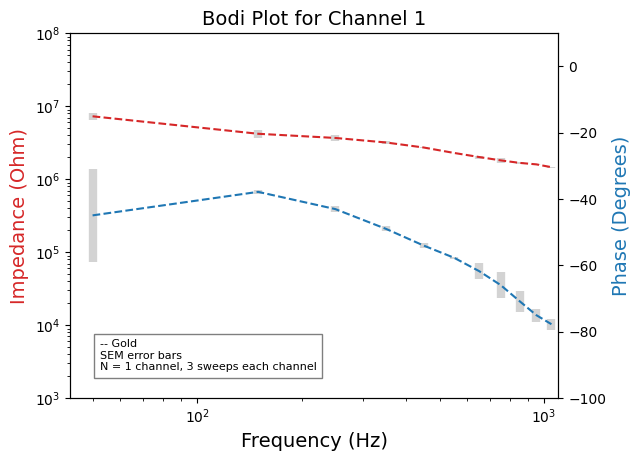 Bodi Plot for Channel 1
10^8
10^7
10^6
10^5
10^4
10^3
Impedance (Ohm)
0
−20
−40
−60
−80
−100
Phase (Degrees)
-- Gold
SEM error bars
N = 1 channel, 3 sweeps each channel
10^2
10^3
Frequency (Hz)